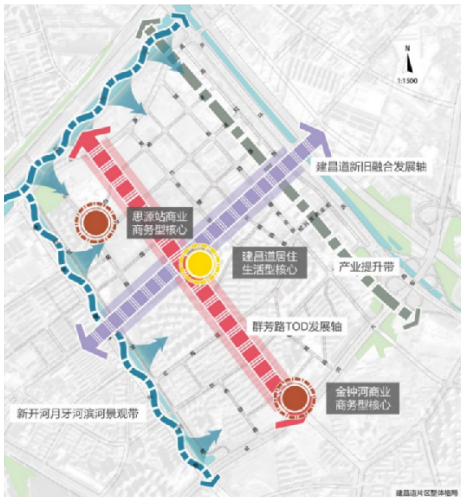 N
1:1500
建昌道新旧融合发展轴
思源站商业
商务型核心
建昌道居住
生活型核心
产业提升带
群芳路TOD发展轴
金钟河商业
商务型核心
新开河月牙河滨河景观带
建昌道片区整体格局